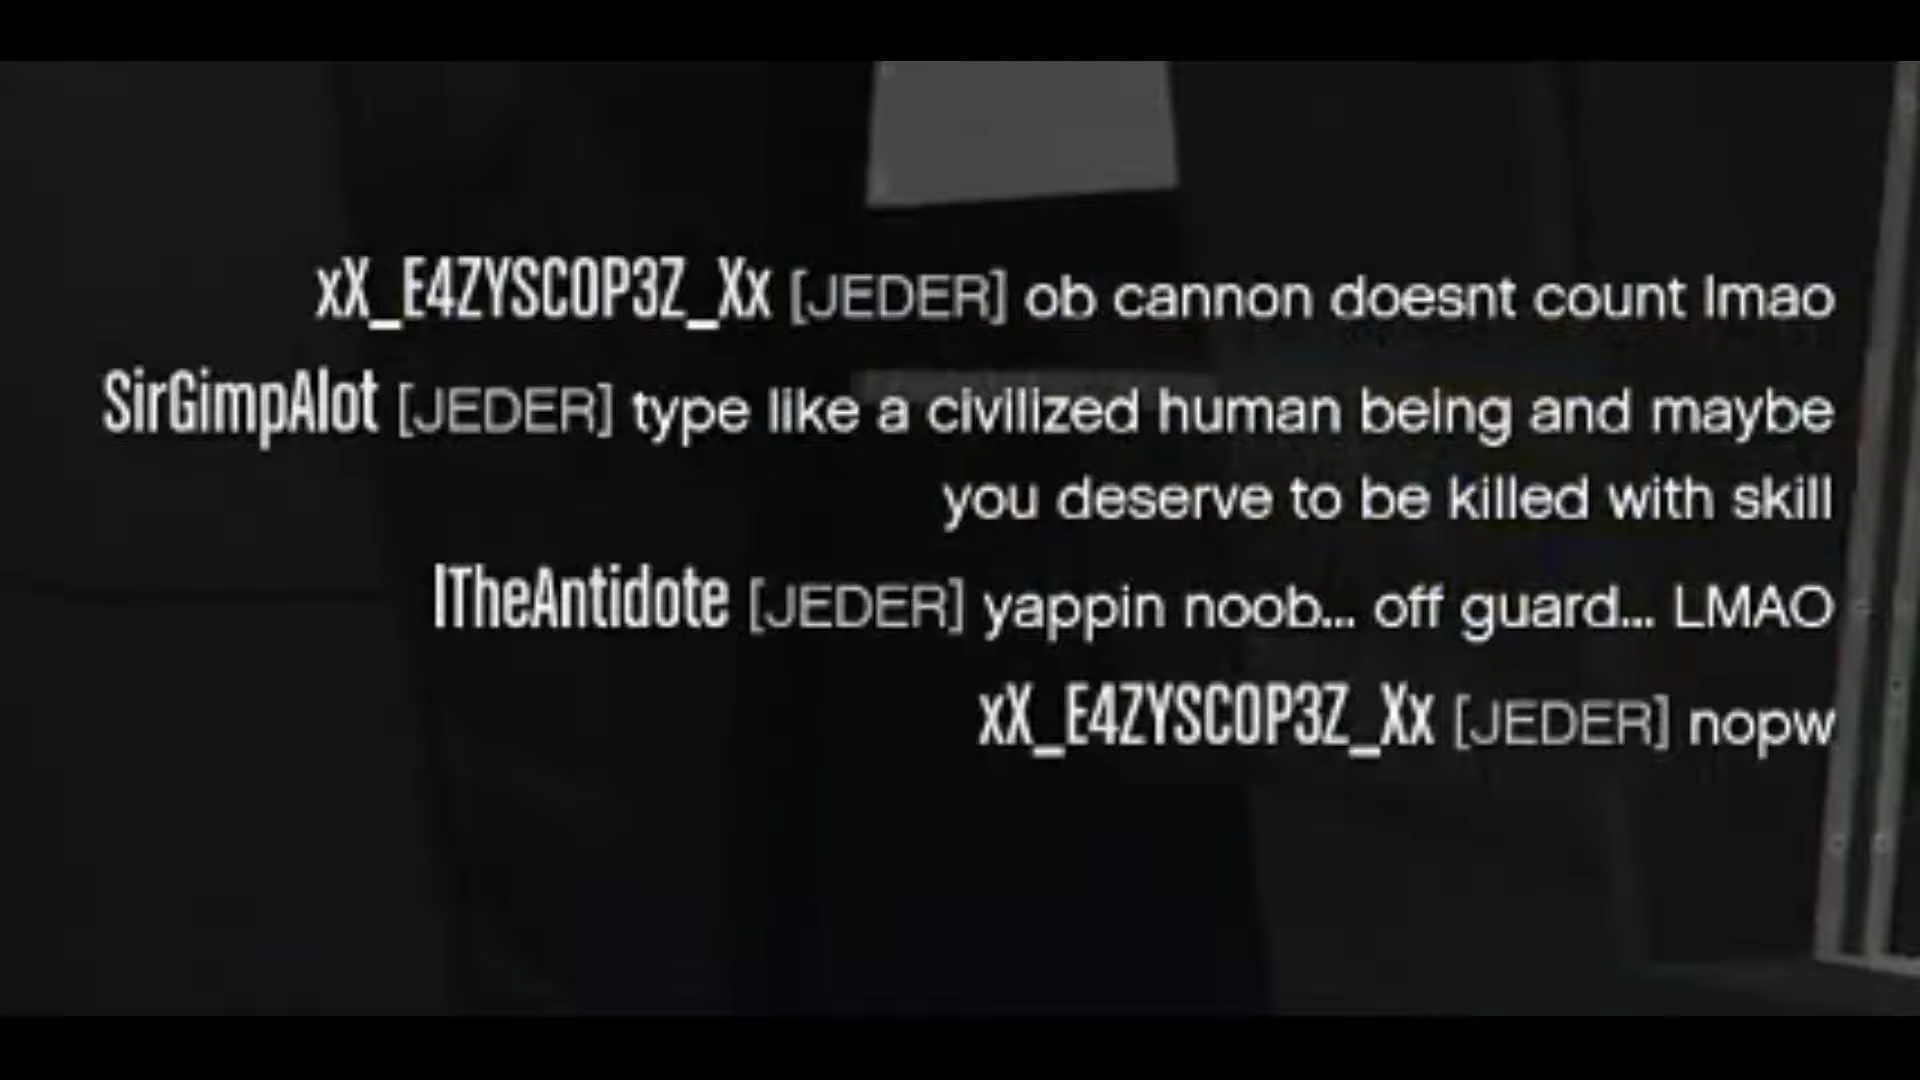 xX_E4ZYSC0P3Z_Xx [JEDER] ob cannon doesnt count lmao
SirGimpAlot [JEDER] type like a civilized human being and maybe
you deserve to be killed with skill
lTheAntidote [JEDER] yappin noob... off guard... LMAO
xX_E4ZYSC0P3Z_Xx [JEDER] nopw